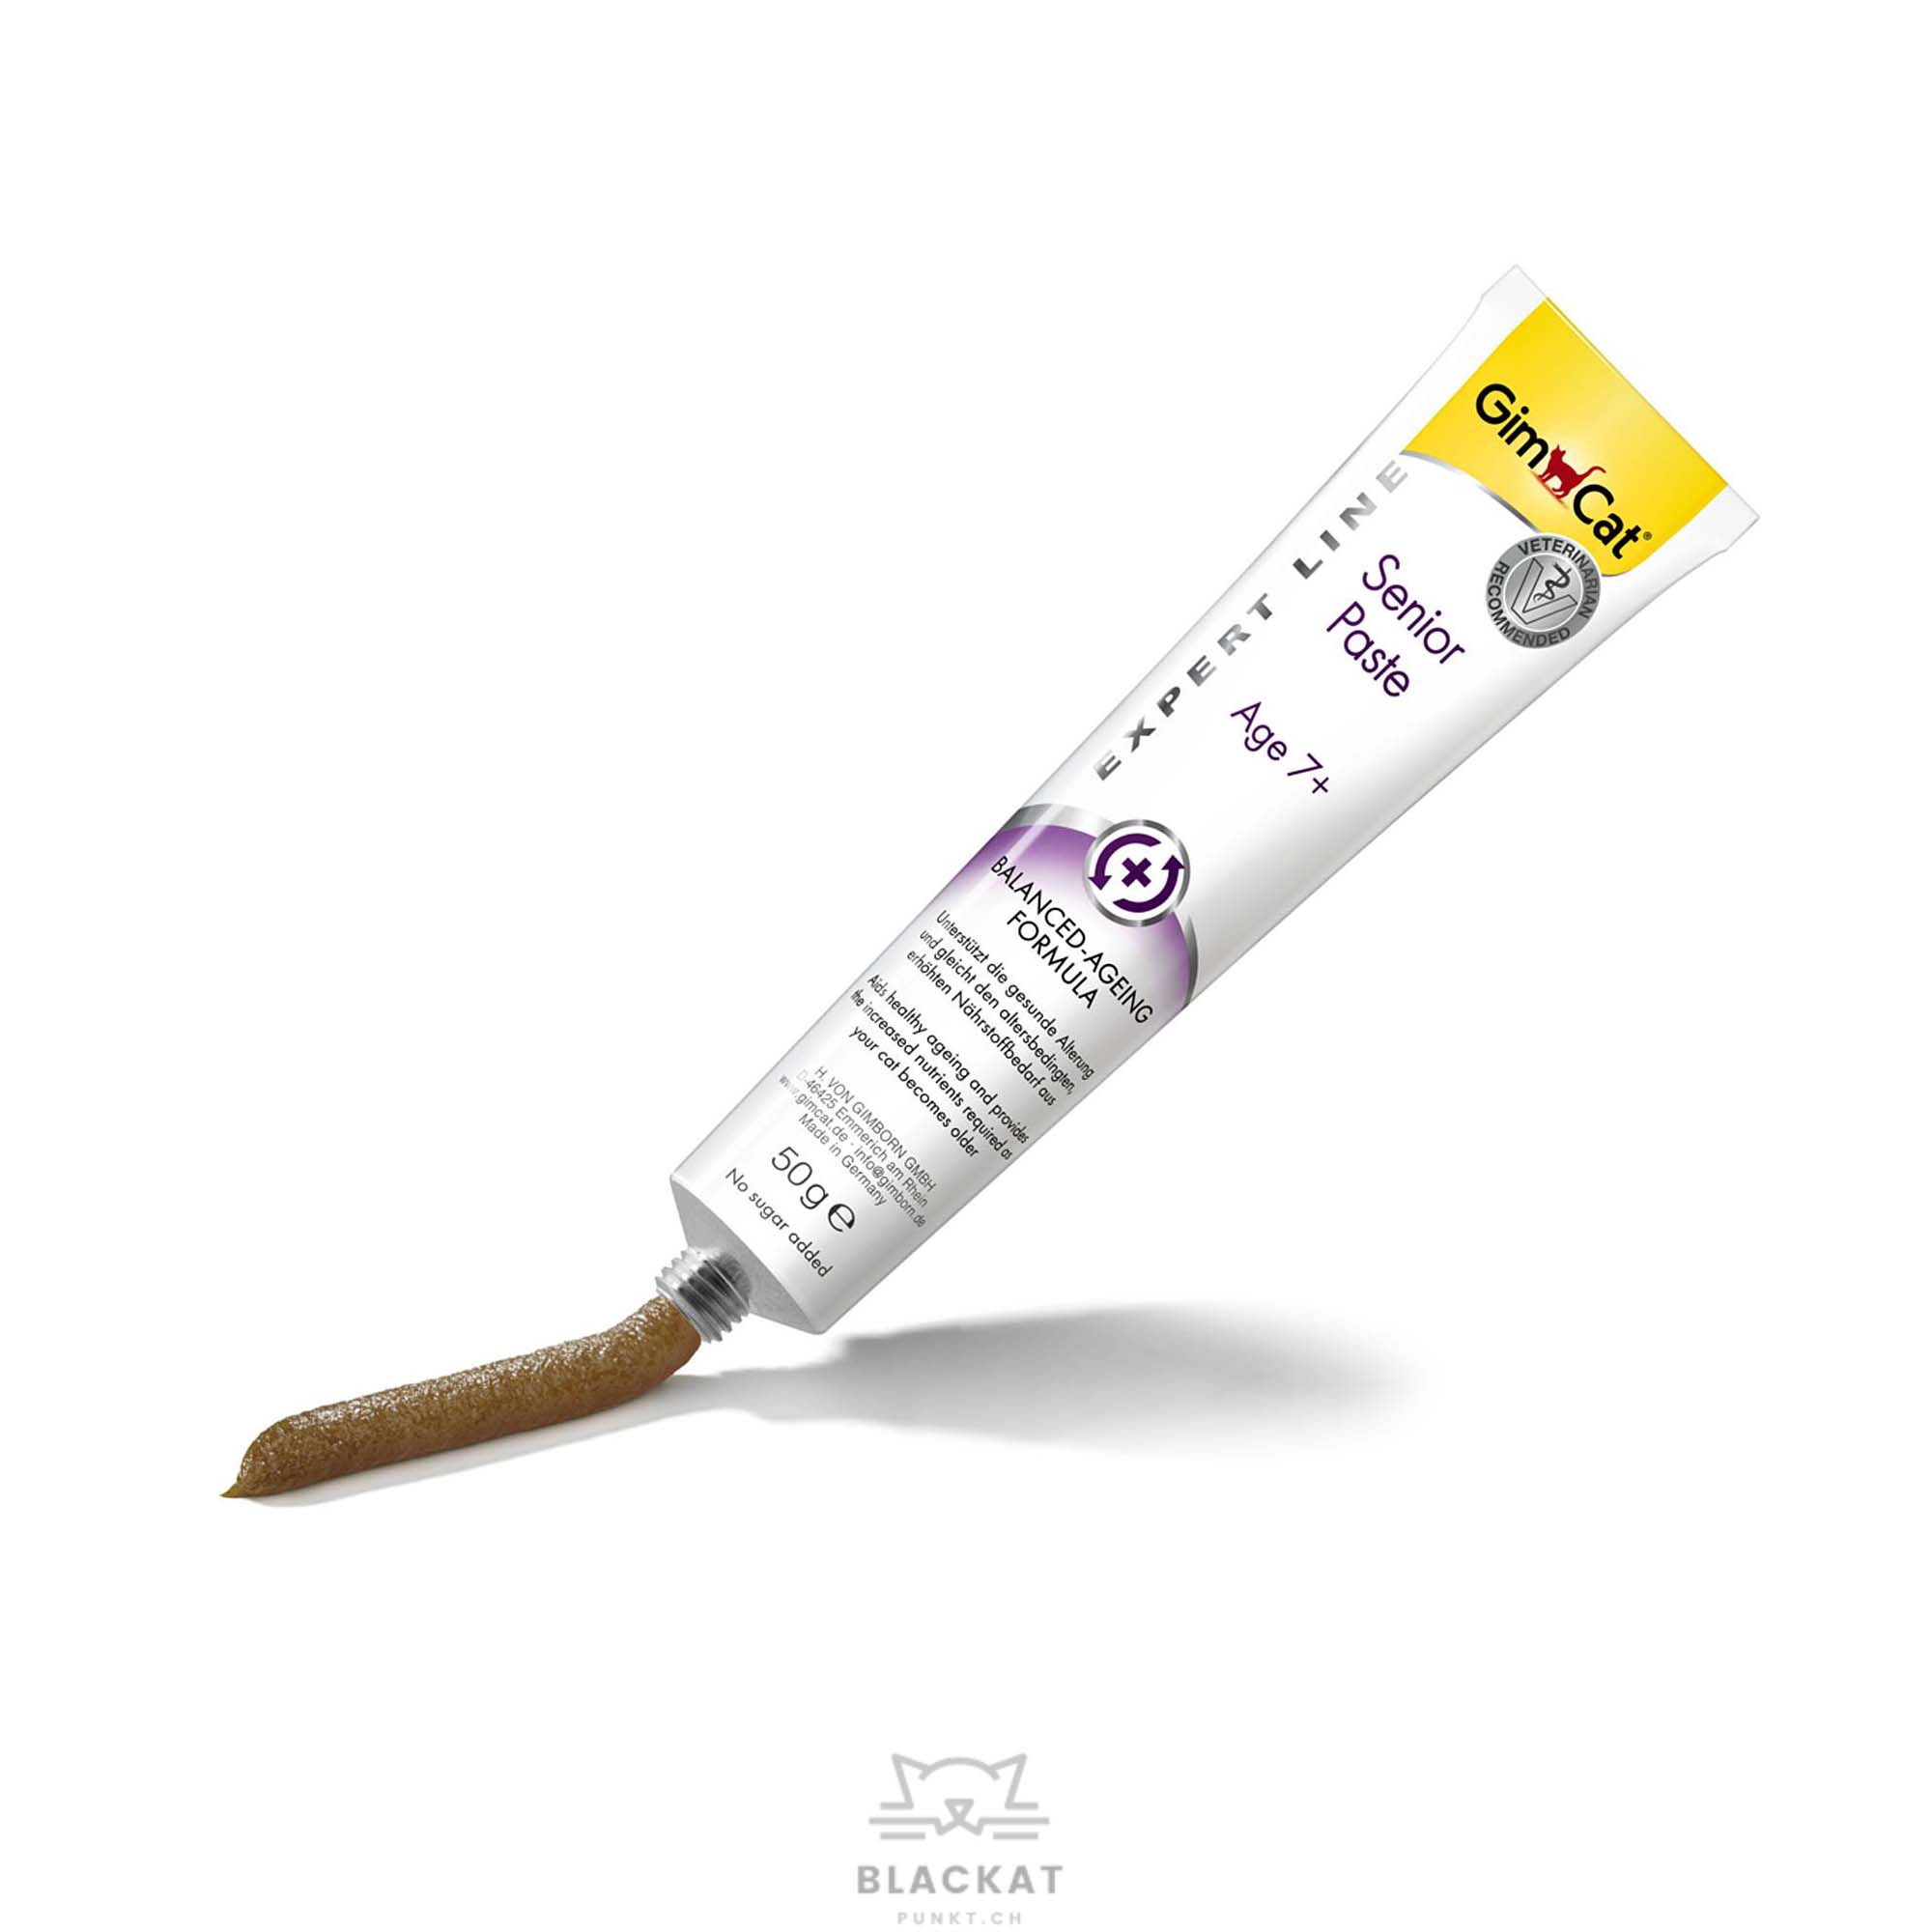 GimCat®
VETERINARIAN RECOMMENDED
EXPERT LINE
Senior
Paste
Age 7+
BALANCED-AGEING
FORMULA
Unterstützt die gesunde Alterung
und gleicht den altersbedingten,
erhöhten Nährstoffbedarf aus
Aids healthy ageing and provides
the increased nutrients required as
your cat becomes older
H. VON GIMBORN GMBH
D-46425 Emmerich am Rhein
www.gimcat.de - info@gimborn.de
Made in Germany
50g e
No sugar added
BLACKAT
PUNKT.CH